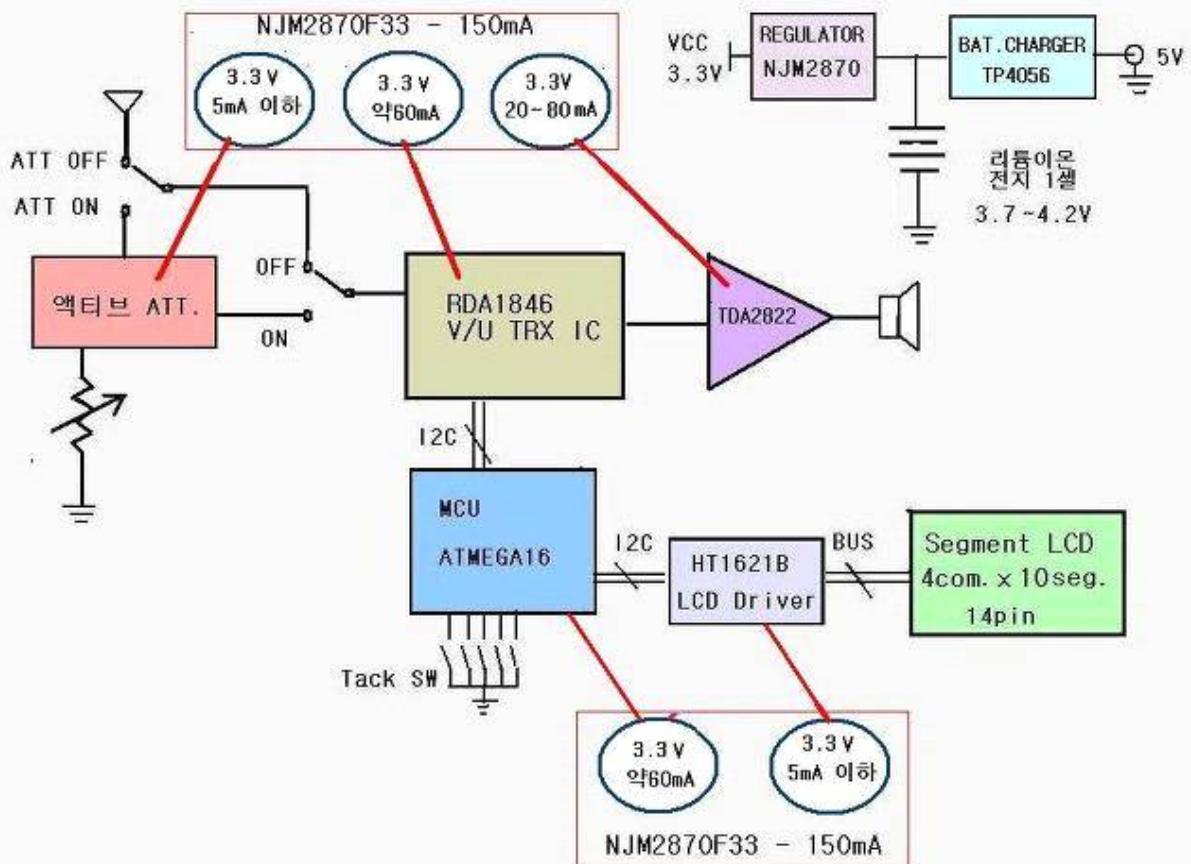 NJM2870F33 - 150mA
3.3V
5mA 이하
3.3V
약60mA
3.3V
20~80mA
VCC
3.3V
REGULATOR
NJM2870
BAT.CHARGER
TP4056
5V
리튬이온
전지 1쎌
3.7~4.2V
ATT OFF
ATT ON
액티브 ATT.
OFF
ON
RDA1846
V/U TRX IC
TDA2822
I2C
MCU
ATMEGA16
I2C
HT1621B
LCD Driver
BUS
Segment LCD
4com. x 10seg.
14pin
Tack SW
3.3V
약60mA
3.3V
5mA 이하
NJM2870F33 - 150mA